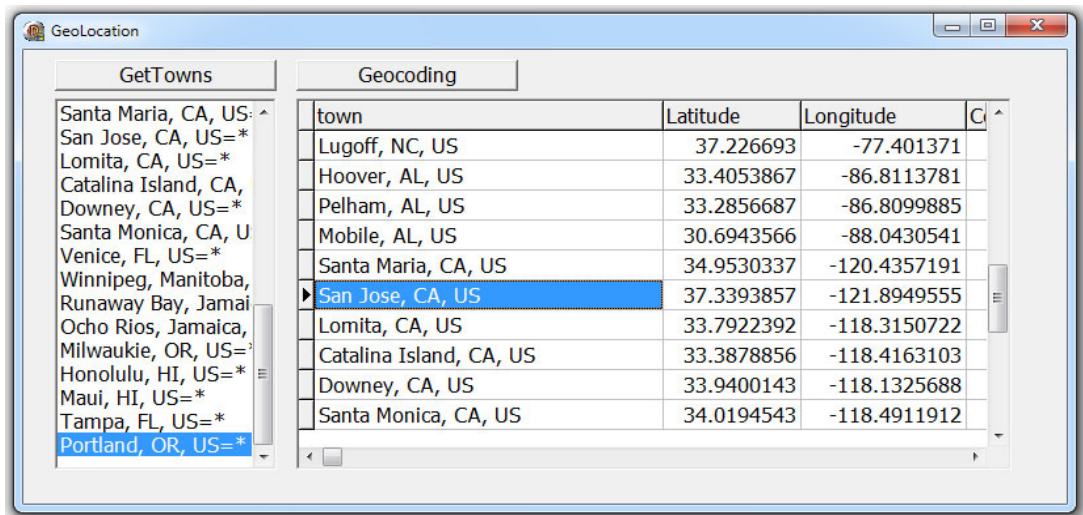 GeoLocation
GetTowns
Geocoding
Santa Maria, CA, US=
San Jose, CA, US=*
Lomita, CA, US=*
Catalina Island, CA,
Downey, CA, US=*
Santa Monica, CA, U
Venice, FL, US=*
Winnipeg, Manitoba,
Runaway Bay, Jamai
Ocho Rios, Jamaica,
Milwaukie, OR, US=*
Honolulu, HI, US=*
Maui, HI, US=*
Tampa, FL, US=*
Portland, OR, US=*
town Latitude Longitude
Lugoff, NC, US 37.226693 -77.401371
Hoover, AL, US 33.4053867 -86.8113781
Pelham, AL, US 33.2856687 -86.8099885
Mobile, AL, US 30.6943566 -88.0430541
Santa Maria, CA, US 34.9530337 -120.4357191
San Jose, CA, US 37.3393857 -121.8949555
Lomita, CA, US 33.7922392 -118.3150722
Catalina Island, CA, US 33.3878856 -118.4163103
Downey, CA, US 33.9400143 -118.1325688
Santa Monica, CA, US 34.0194543 -118.4911912